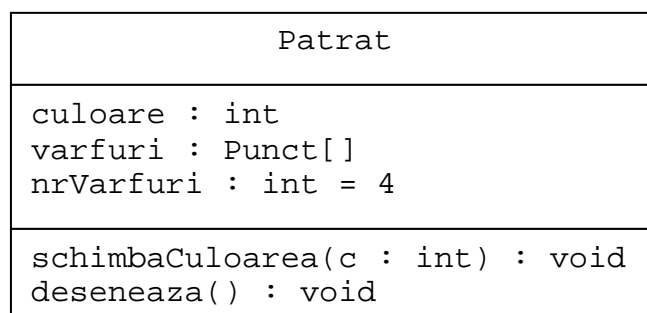 Patrat
culoare : int
varfuri : Punct[]
nrVarfuri : int = 4
schimbaCuloarea(c : int) : void
deseneaza() : void